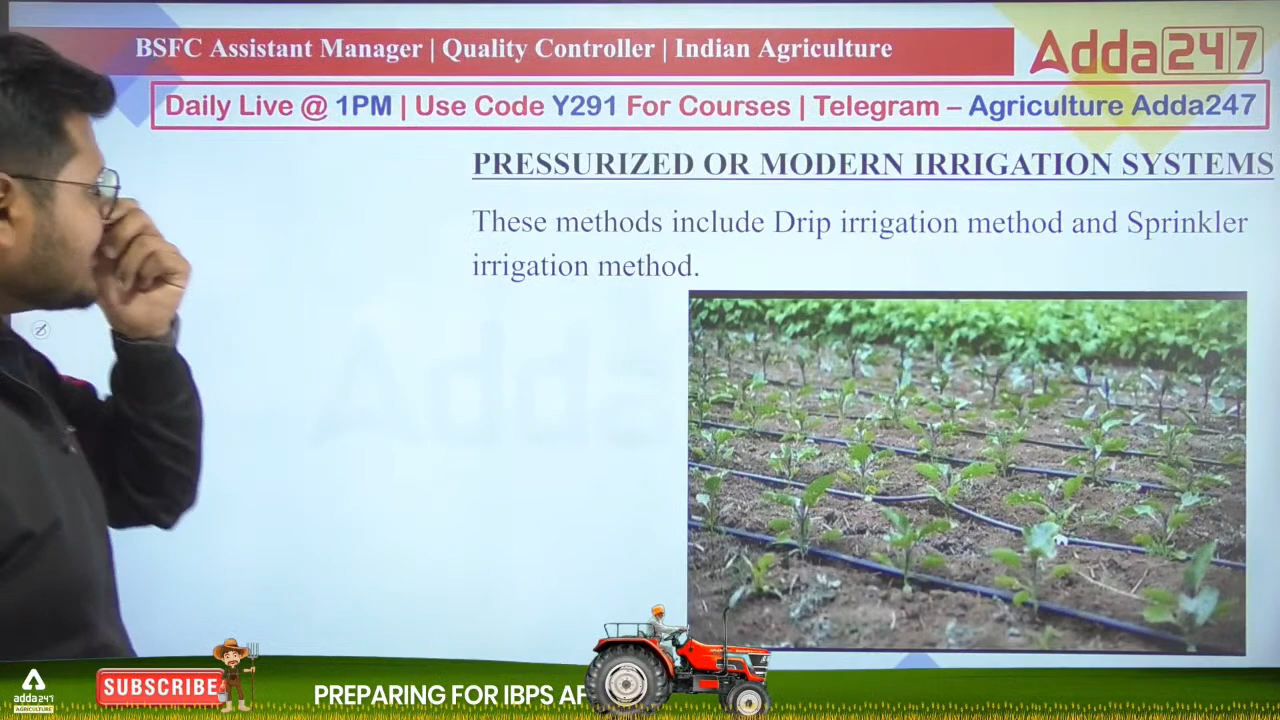 BSFC Assistant Manager | Quality Controller | Indian Agriculture
Adda247
Daily Live @ 1PM | Use Code Y291 For Courses | Telegram – Agriculture Adda247
PRESSURIZED OR MODERN IRRIGATION SYSTEMS
These methods include Drip irrigation method and Sprinkler
irrigation method.
Adda
adda247
AGRICULTURE
SUBSCRIBE
PREPARING FOR IBPS AF